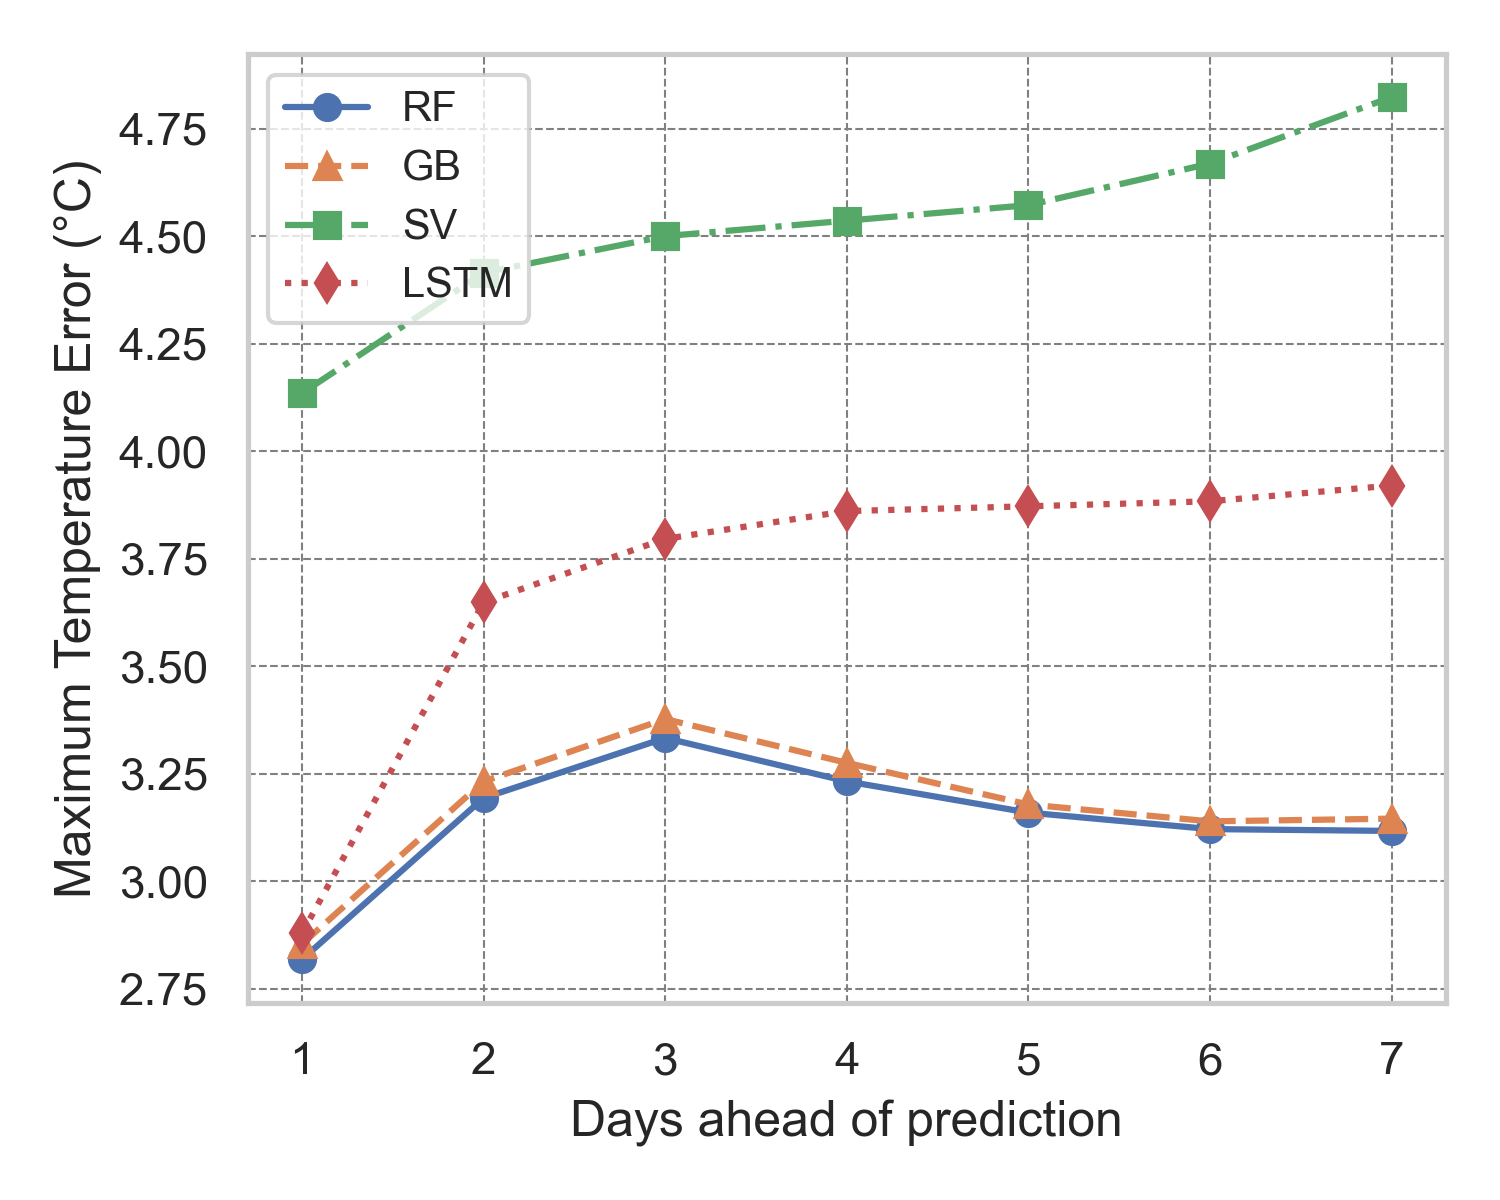 RF
GB
SV
LSTM
Maximum Temperature Error (°C)
4.75
4.50
4.25
4.00
3.75
3.50
3.25
3.00
2.75
1 2 3 4 5 6 7
Days ahead of prediction